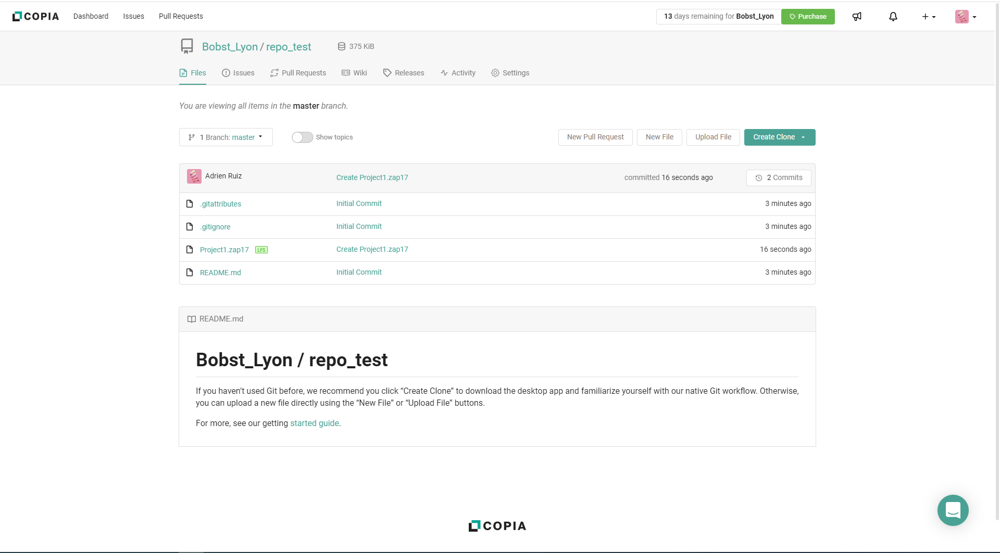 COPIA Dashboard Issues Pull Requests 13 days remaining for Bobst_Lyon Purchase
Bobst_Lyon / repo_test 375 KiB
Files Issues Pull Requests Wiki Releases Activity Settings
You are viewing all items in the master branch.
1 Branch: master Show topics New Pull Request New File Upload File Create Clone
Adrien Ruiz Create Project1.zap17 committed 16 seconds ago 2 Commits
.gitattributes Initial Commit 3 minutes ago
.gitignore Initial Commit 3 minutes ago
Project1.zap17 LFS Create Project1.zap17 16 seconds ago
README.md Initial Commit 3 minutes ago
README.md
Bobst_Lyon / repo_test
If you haven’t used Git before, we recommend you click “Create Clone” to download the desktop app and familiarize yourself with our native Git workflow. Otherwise,
you can upload a new file directly using the “New File” or “Upload File” buttons.
For more, see our getting started guide.
COPIA